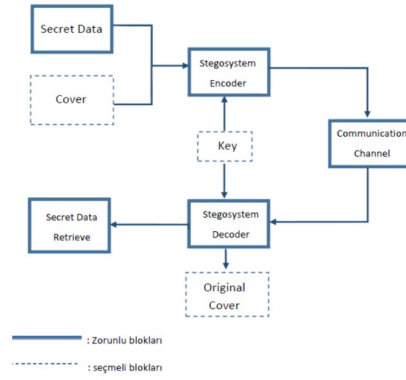 Secret Data
Stegosystem
Encoder
Cover
Communication
Channel
Key
Secret Data
Retrieve
Stegosystem
Decoder
Original
Cover
: Zorunlu blokları
: seçmeli blokları